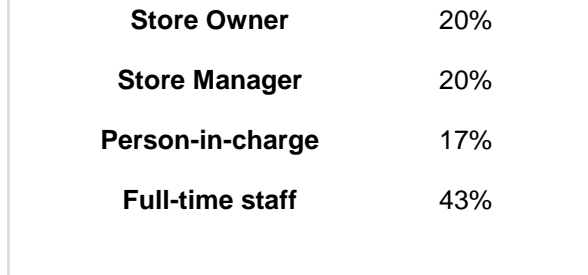 Store Owner 20%
Store Manager 20%
Person-in-charge 17%
Full-time staff 43%